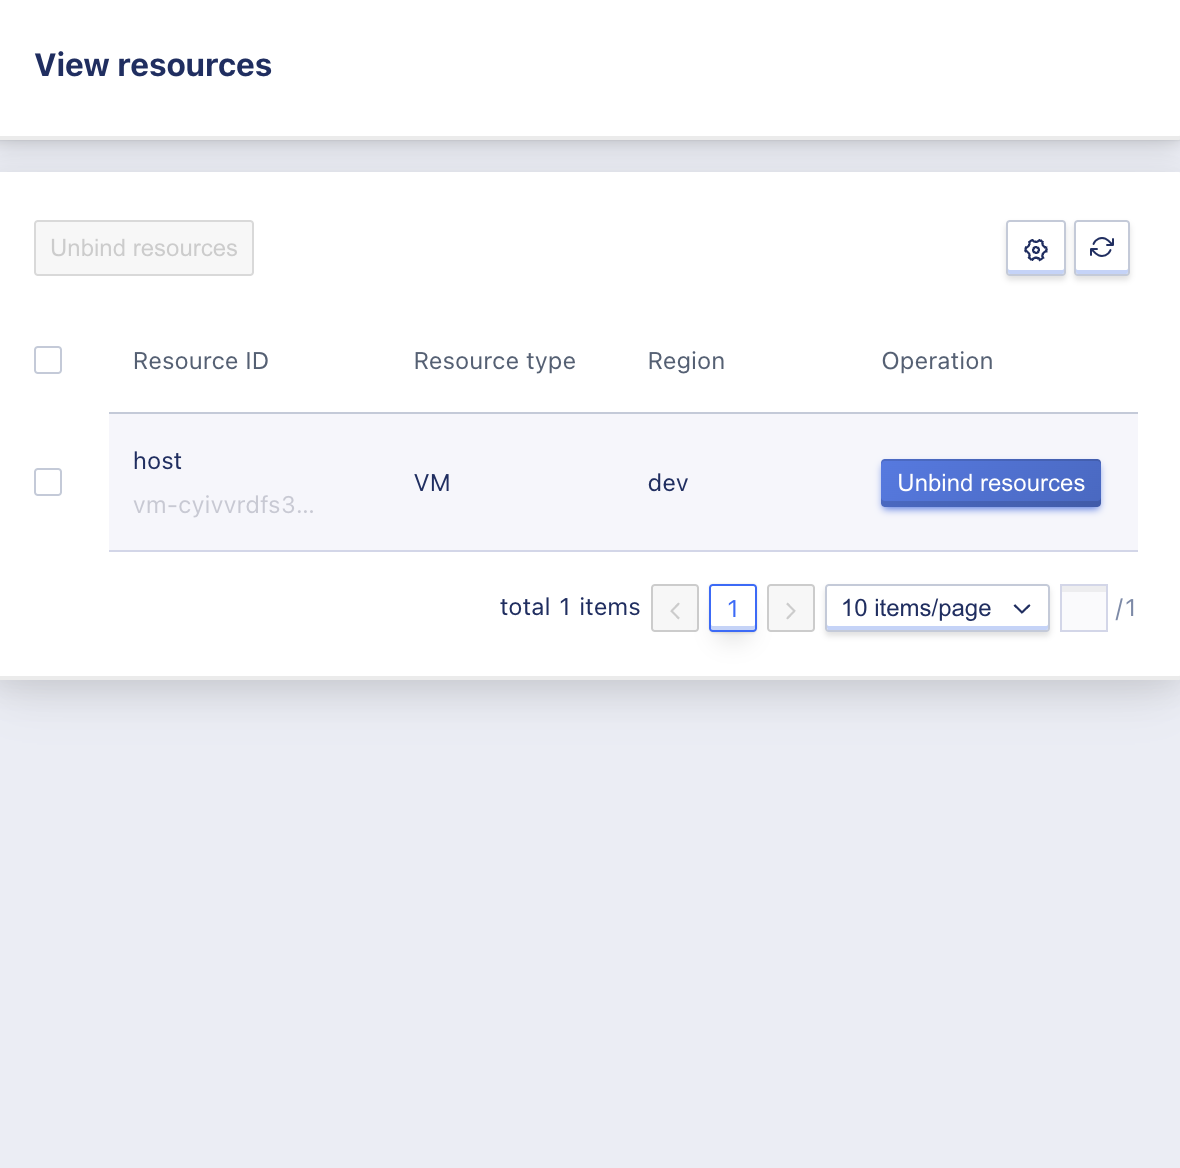 View resources
Unbind resources
Resource ID Resource type Region Operation
host
vm-cyivvrdfs3...
VM dev Unbind resources
total 1 items 1 10 items/page /1